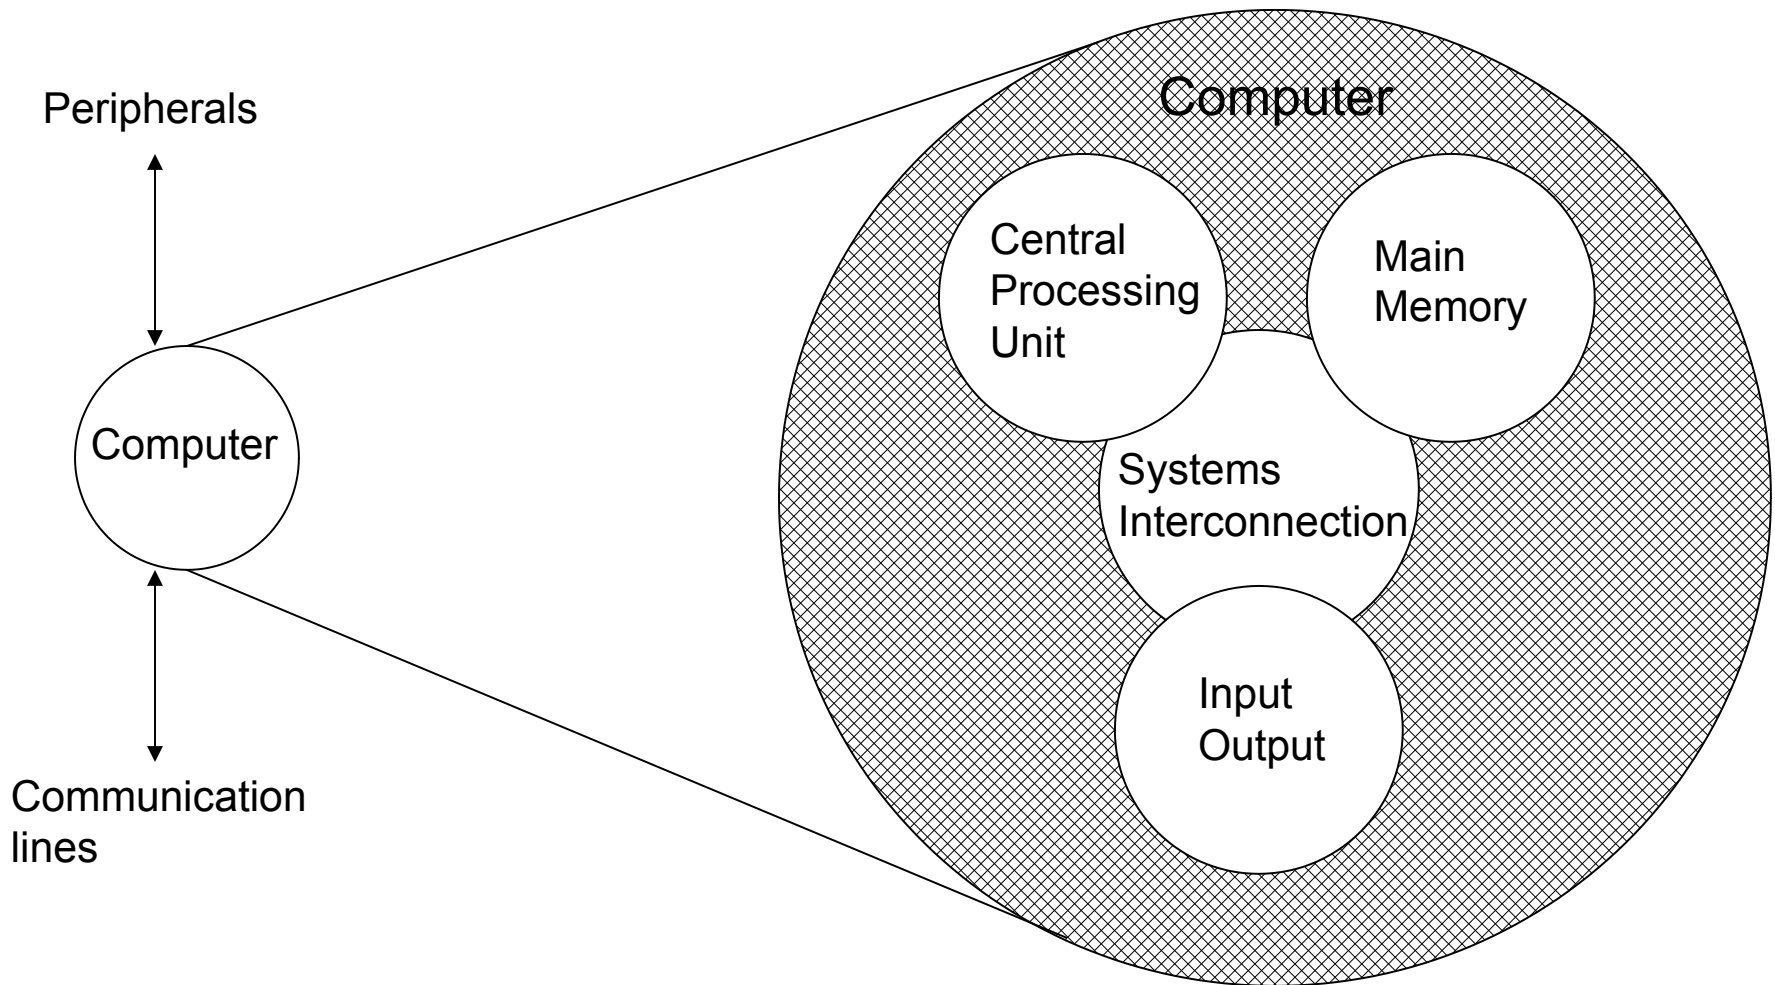 Peripherals
Computer
Communication
lines
Computer
Central
Processing
Unit
Main
Memory
Systems
Interconnection
Input
Output